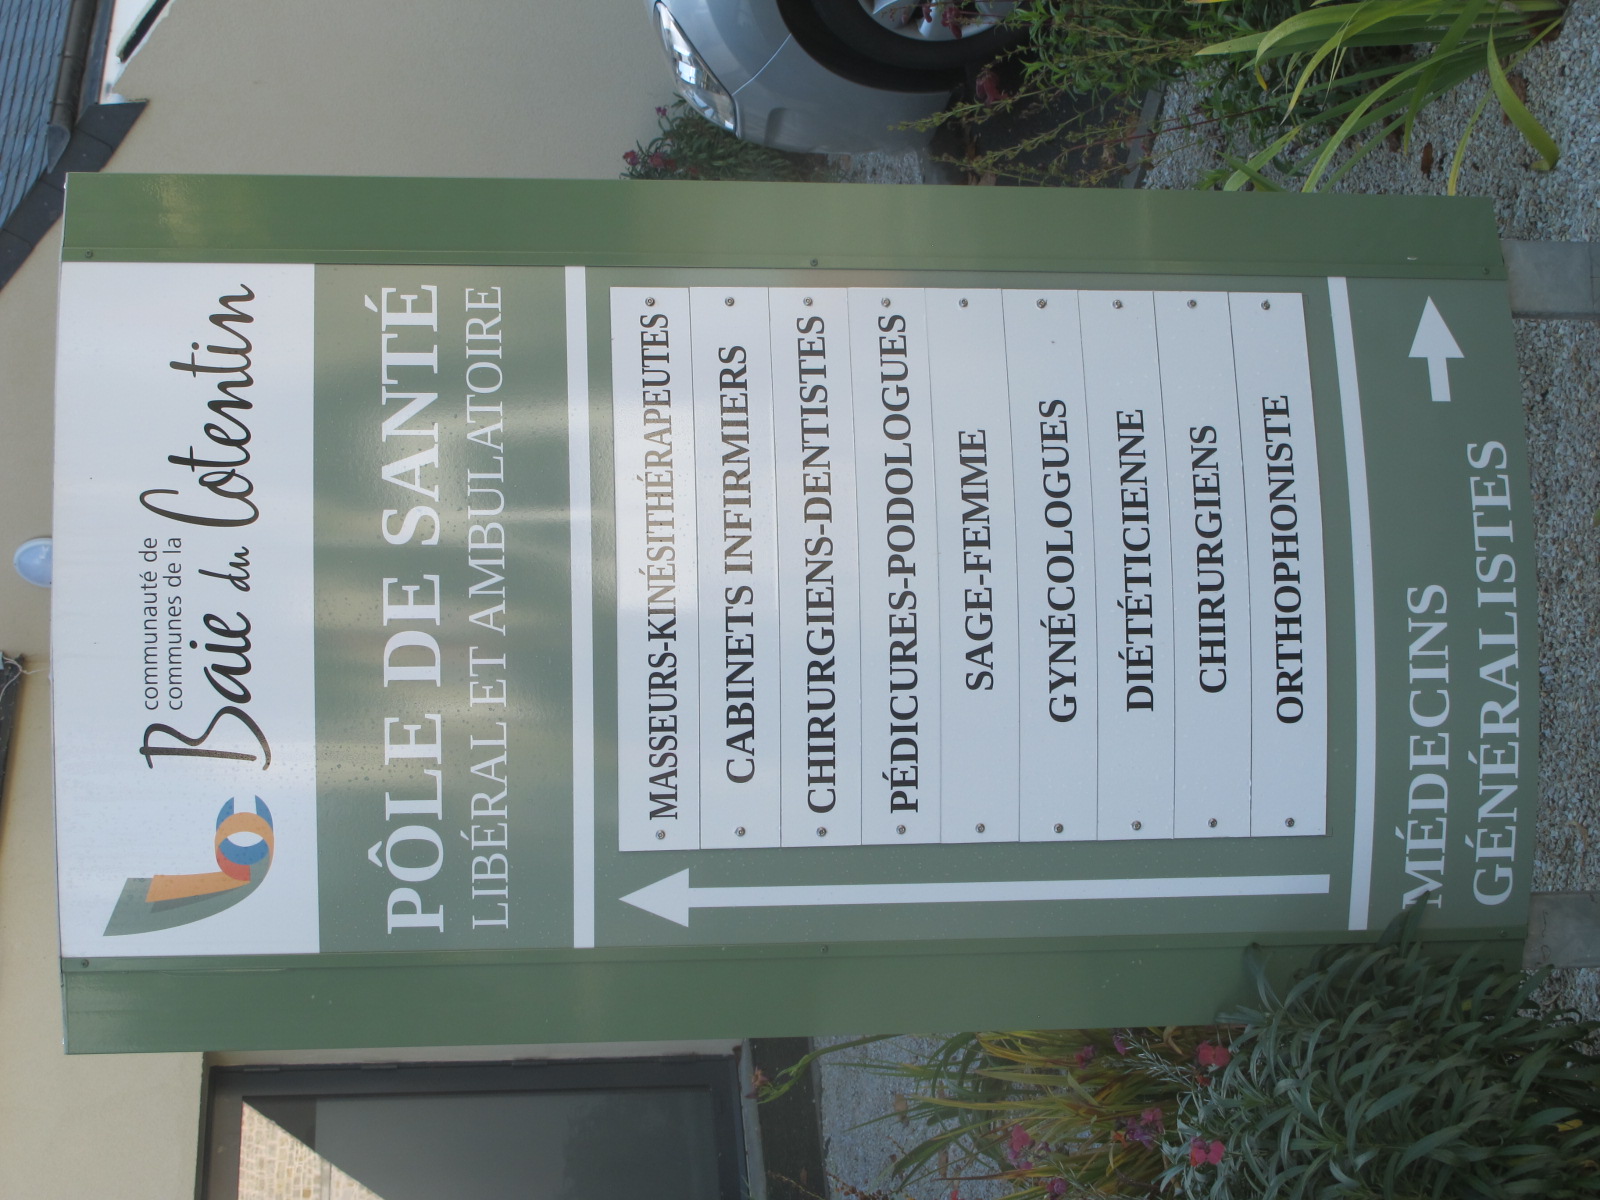 communauté de
communes de la
Baie du Cotentin
PÔLE DE SANTÉ
LIBÉRAL ET AMBULATOIRE
MASSEURS-KINÉSITHÉRAPEUTES
CABINETS INFIRMIERS
CHIRURGIENS-DENTISTES
PÉDICURES-PODOLOGUES
SAGE-FEMME
GYNÉCOLOGUES
DIÉTÉTICIENNE
CHIRURGIENS
ORTHOPHONISTE
MÉDECINS
GÉNÉRALISTES